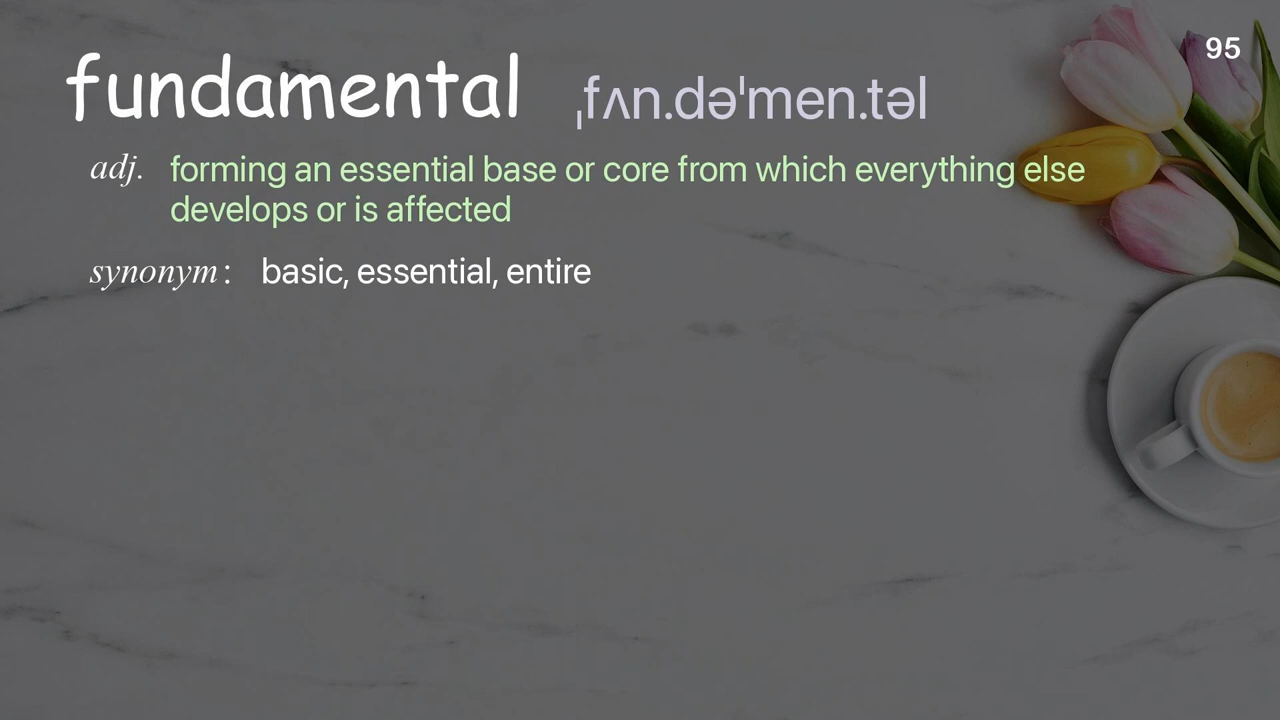 95
fundamental ˌfʌn.dəˈmen.təl
adj. forming an essential base or core from which everything else
develops or is affected
synonym : basic, essential, entire